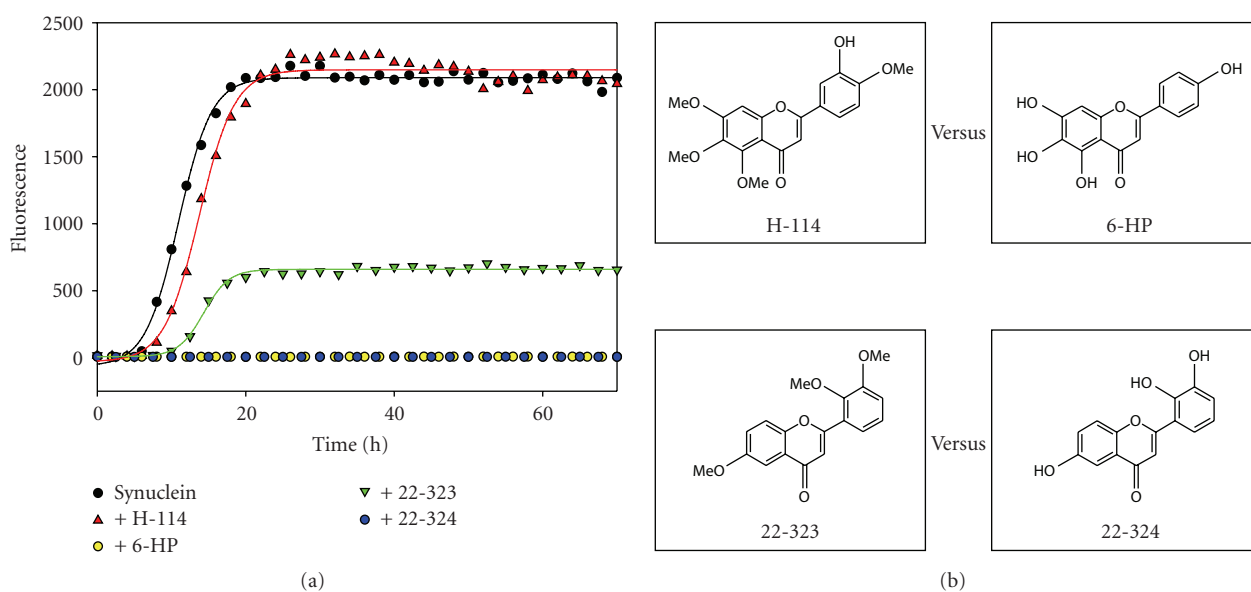 2500
2000
1500
1000
500
0
Fluorescence
0 20 40 60
Time (h)
Synuclein
+ H-114
+ 6-HP
+ 22-323
+ 22-324
(a)
OH
OMe
MeO
MeO
OMe
O
O
H-114
Versus
OH
HO
HO
OH
O
O
6-HP
OMe
MeO
MeO
O
O
22-323
Versus
OH
HO
HO
O
O
22-324
(b)